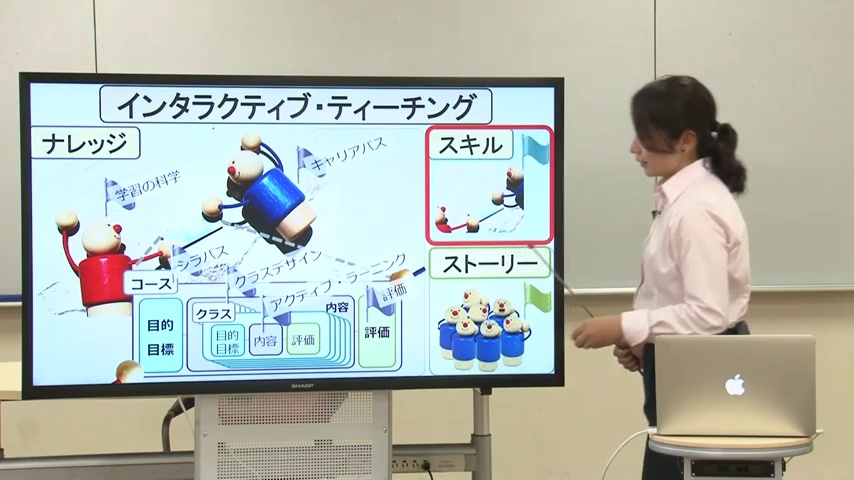 インタラクティブ・ティーチング
ナレッジ
スキル
学習の科学
キャリアパス
シラバス
クラスデザイン
アクティブ・ラーニング
評価
ストーリー
コース
目的
目標
クラス
目的
目標
内容
評価
内容
評価
SHARP